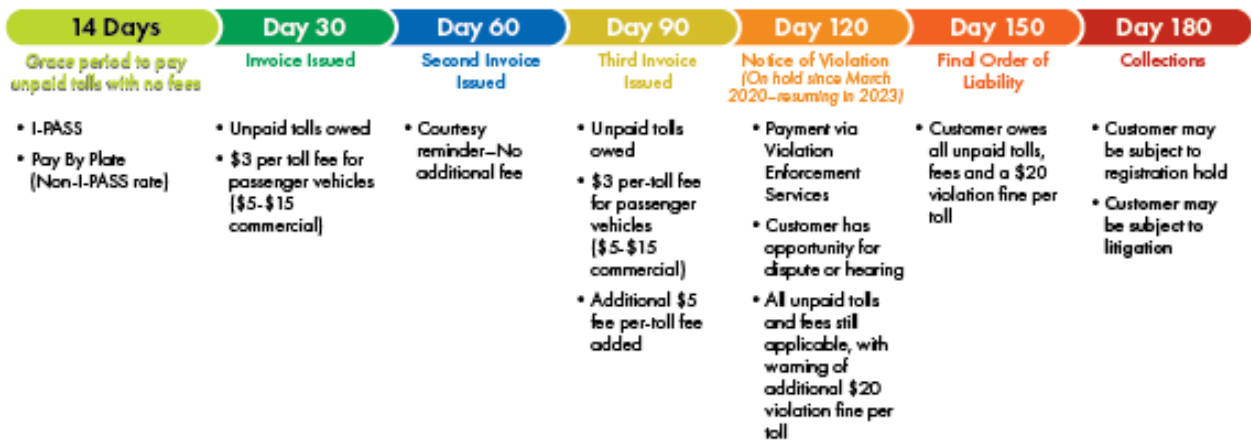 14 Days
Grace period to pay
unpaid tolls with no fees
• I-PASS
• Pay By Plate
(Non-I-PASS rate)
Day 30
Invoice Issued
• Unpaid tolls owed
• $3 per toll fee for
passenger vehicles
($5-$15
commercial)
Day 60
Second Invoice
Issued
• Courtesy
reminder–No
additional fee
Day 90
Third Invoice
Issued
• Unpaid tolls
owed
• $3 per-toll fee
for passenger
vehicles
($5-$15
commercial)
• Additional $5
fee per-toll fee
added
Day 120
Notice of Violation
(On hold since March
2020–resuming in 2023)
• Payment via
Violation
Enforcement
Services
• Customer has
opportunity for
dispute or hearing
• All unpaid tolls
and fees still
applicable, with
warning of
additional $20
violation fine per
toll
Day 150
Final Order of
Liability
• Customer owes
all unpaid tolls,
fees and a $20
violation fine per
toll
Day 180
Collections
• Customer may
be subject to
registration hold
• Customer may
be subject to
litigation